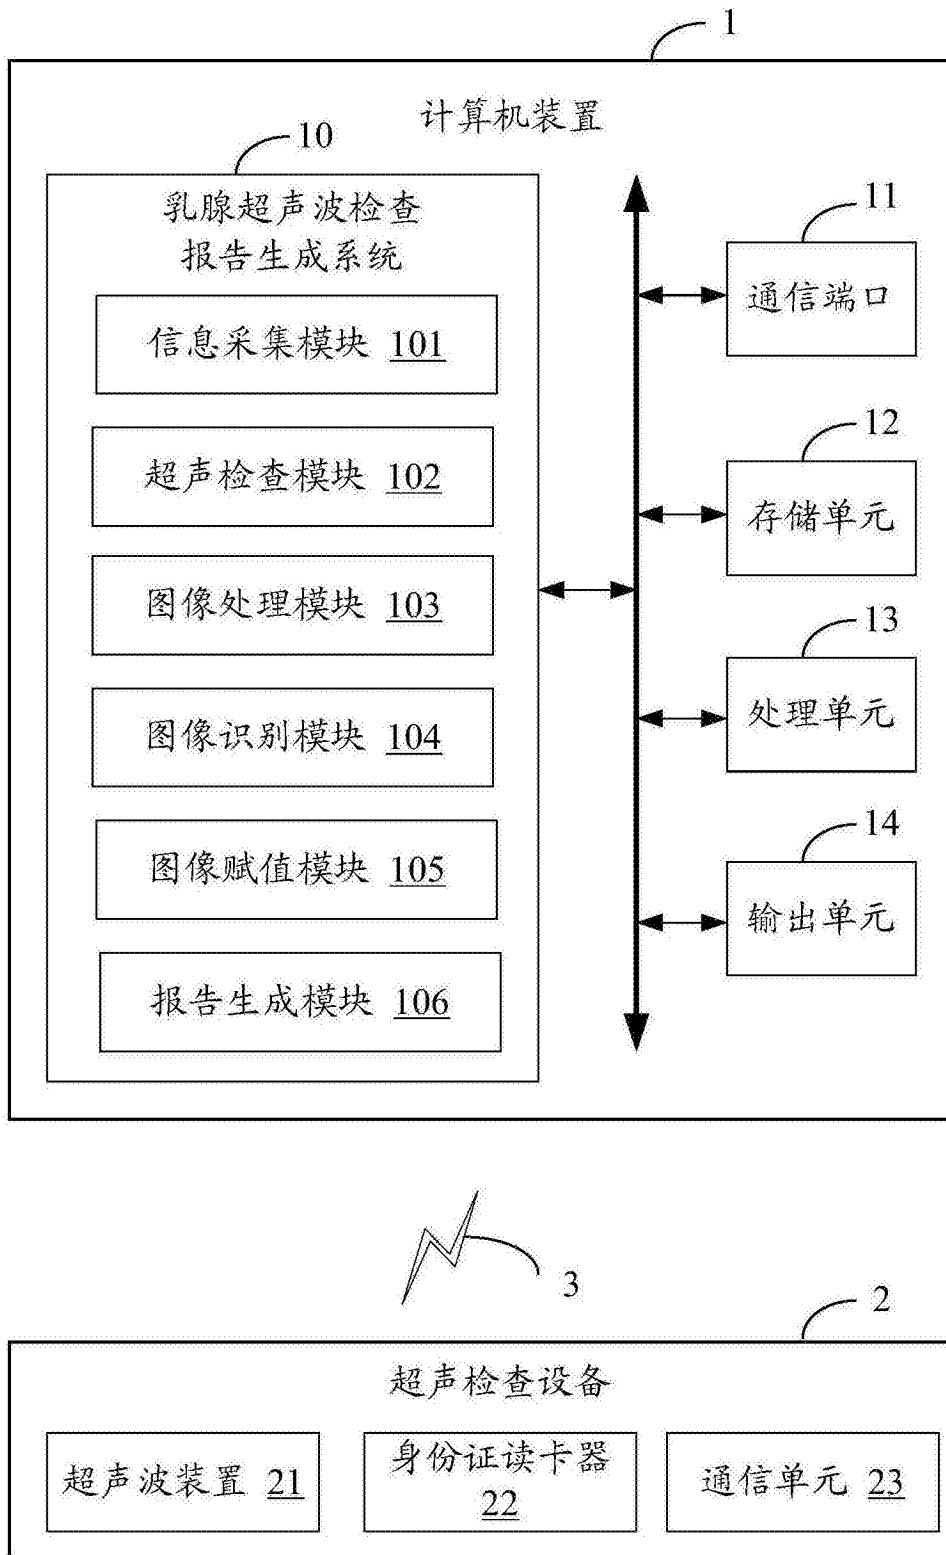 1
计算机装置
10
乳腺超声波检查
报告生成系统
信息采集模块 101
超声检查模块 102
图像处理模块 103
图像识别模块 104
图像赋值模块 105
报告生成模块 106
11
通信端口
12
存储单元
13
处理单元
14
输出单元
3
2
超声检查设备
超声波装置 21
身份证读卡器
22
通信单元 23